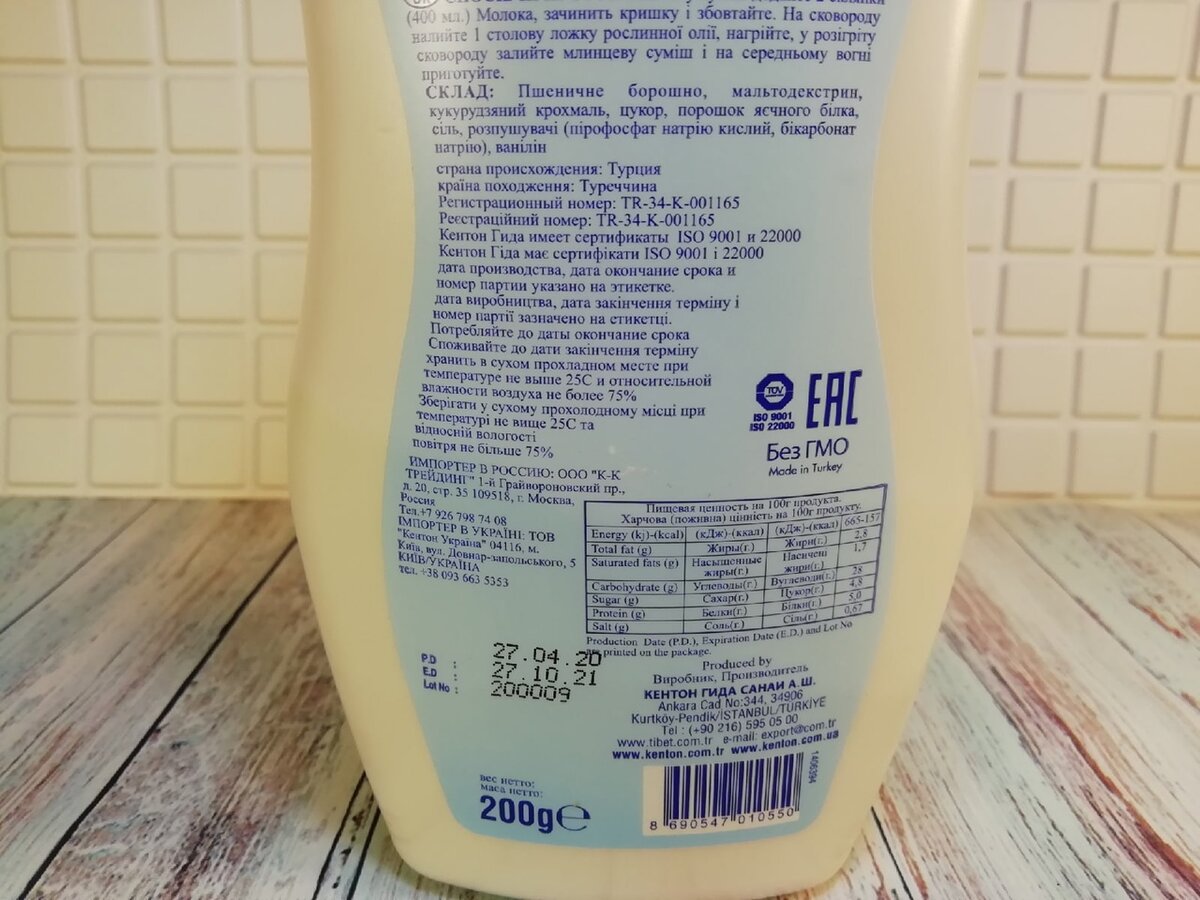 (400 мл.) Молока, зачинить кришку і збовтайте. На сковороду
налийте 1 столову ложку рослинної олії, нагрійте, у розігріту
сковороду залийте млинцеву суміш і на середньому вогні
приготуйте.
СКЛАД: Пшеничне борошно, мальтодекстрин,
кукурудзяний крохмаль, цукор, порошок яєчного білка,
сіль, розпушувачі (пірофосфат натрію кислий, бікарбонат
натрію), ванілін
страна происхождения: Турция
країна походження: Туреччина
Регистрационный номер: TR-34-K-001165
Реєстраційний номер: TR-34-K-001165
Кентон Гида имеет сертификаты ISO 9001 и 22000
Кентон Гіда має сертифікати ISO 9001 і 22000
дата производства, дата окончание срока и
номер партии указано на этикетке.
дата виробництва, дата закінчення терміну і
номер партії зазначено на етикетці.
Потребляйте до даты окончание срока
Споживайте до дати закінчення терміну
хранить в сухом прохладном месте при
температуре не выше 25С и относительной
влажности воздуха не более 75%
Зберігати у сухому прохолодному місці при
температурі не вище 25С та
відносній вологості
повітря не більше 75%
TÜV
ISO 9001
ISO 22000
EAC
Без ГМО
Made in Turkey
ИМПОРТЕР В РОССИЮ: ООО "К-К
ТРЕЙДИНГ" 1-й Грайвороновский пр.,
д. 20, стр. 35 109518, г. Москва,
Россия
Тел.+7 926 798 74 08
ІМПОРТЕР В УКРАЇНІ: ТОВ
"Кентон Україна" 04116, м.
Київ, вул. Довнар-запольського, 5
КИЇВ/УКРАЇНА
тел. +38 093 663 5353
Пищевая ценность на 100г продукта.
Харчова (поживна) цінність на 100г продукту.
Energy (kj)-(kcal) (кДж)-(ккал) (кДж)-(ккал) 665-157
Total fat (g) Жиры(г.) Жири(г.) 2,8
Saturated fats (g) Насыщенные жиры(г.) Насичені жири(г.) 1,7
Carbohydrate (g) Углеводы(г.) Вуглеводи(г.) 28
Sugar (g) Сахар(г.) Цукор(г.) 4,8
Protein (g) Белки(г.) Білки(г.) 5,0
Salt (g) Соль(г.) Сіль(г.) 0,67
Production Date (P.D.), Expiration Date (E.D.) and Lot No
are printed on the package.
P.D : 27.04.20
E.D : 27.10.21
Lot No : 200009
Produced by
Виробник, Производитель
КЕНТОН ГИДА САНАИ А.Ш.
Ankara Cad No:344, 34906
Kurtköy-Pendik/İSTANBUL/TÜRKİYE
Tel : (+90 216) 595 05 00
www.tibet.com.tr e-mail: export@com.tr
www.kenton.com.tr www.kenton.com.ua
вес нетто:
маса нетто:
200g e
1406394
8 690547 010550